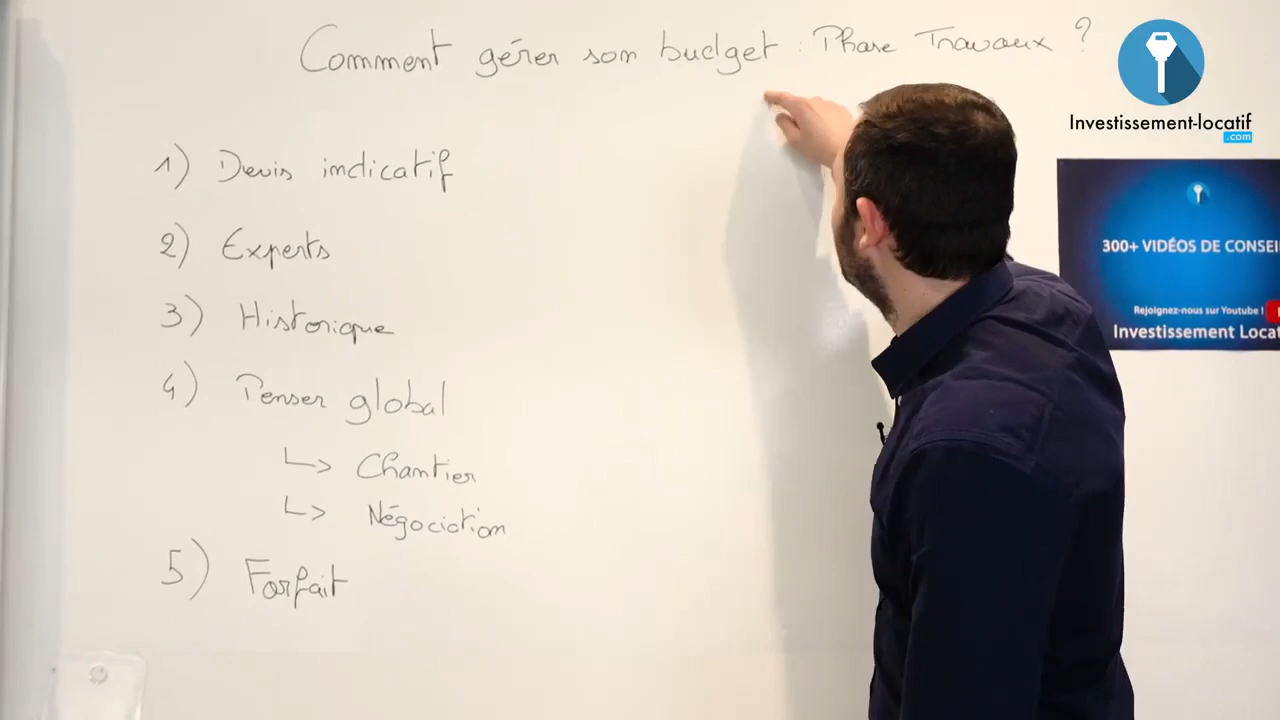 Comment gérer son budget : Phase Travaux ?
Investissement-locatif
.com
1) Devis indicatif
2) Experts
3) Historique
4) Penser global
↳ Chantier
↳ Négociation
5) Forfait
300+ VIDÉOS DE CONSEI
Rejoignez-nous sur Youtube !
Investissement Locat